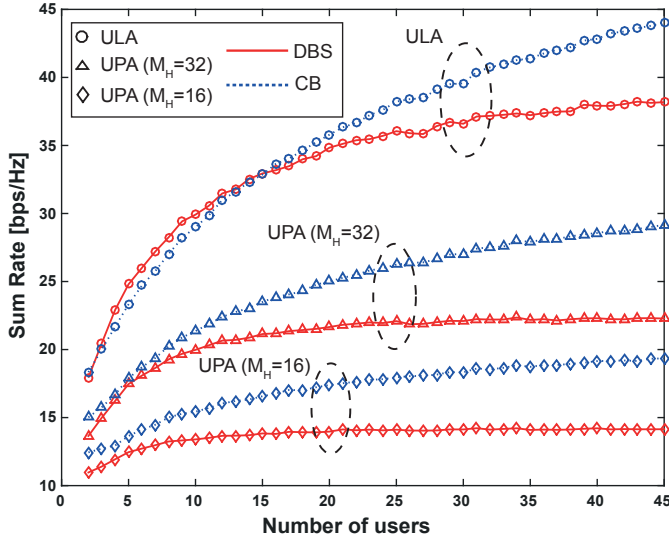 45
40
35
30
25
20
15
10
Sum Rate [bps/Hz]
ULA
UPA (MH=32)
UPA (MH=16)
DBS
CB
ULA
UPA (MH=32)
UPA (MH=16)
0 5 10 15 20 25 30 35 40 45
Number of users